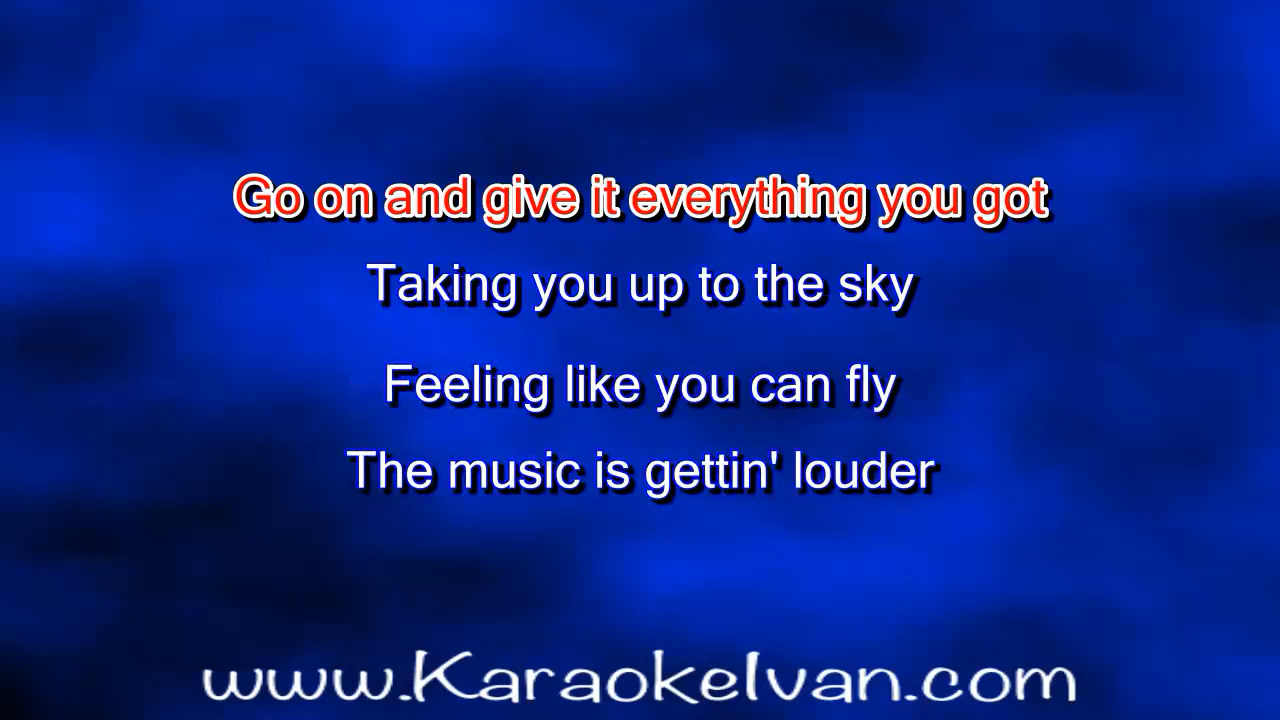 Go on and give it everything you got
Taking you up to the sky
Feeling like you can fly
The music is gettin' louder
www.KaraokeIvan.com